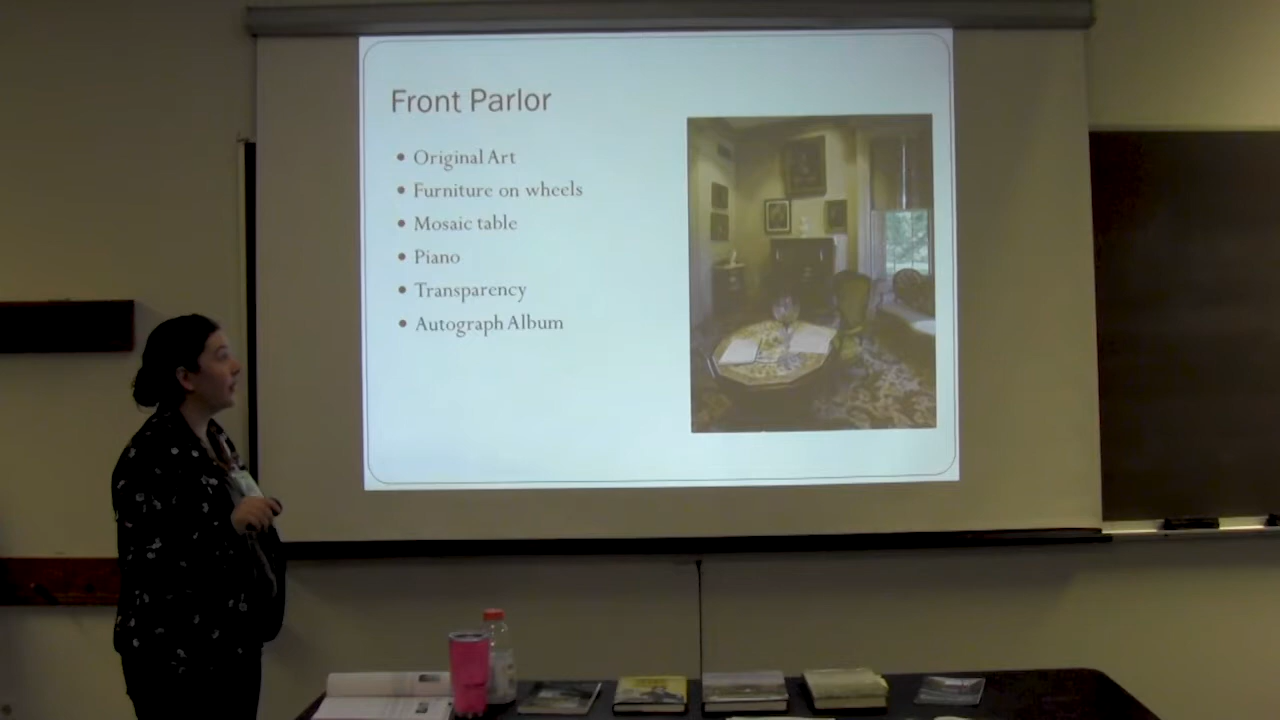 Front Parlor
• Original Art
• Furniture on wheels
• Mosaic table
• Piano
• Transparency
• Autograph Album